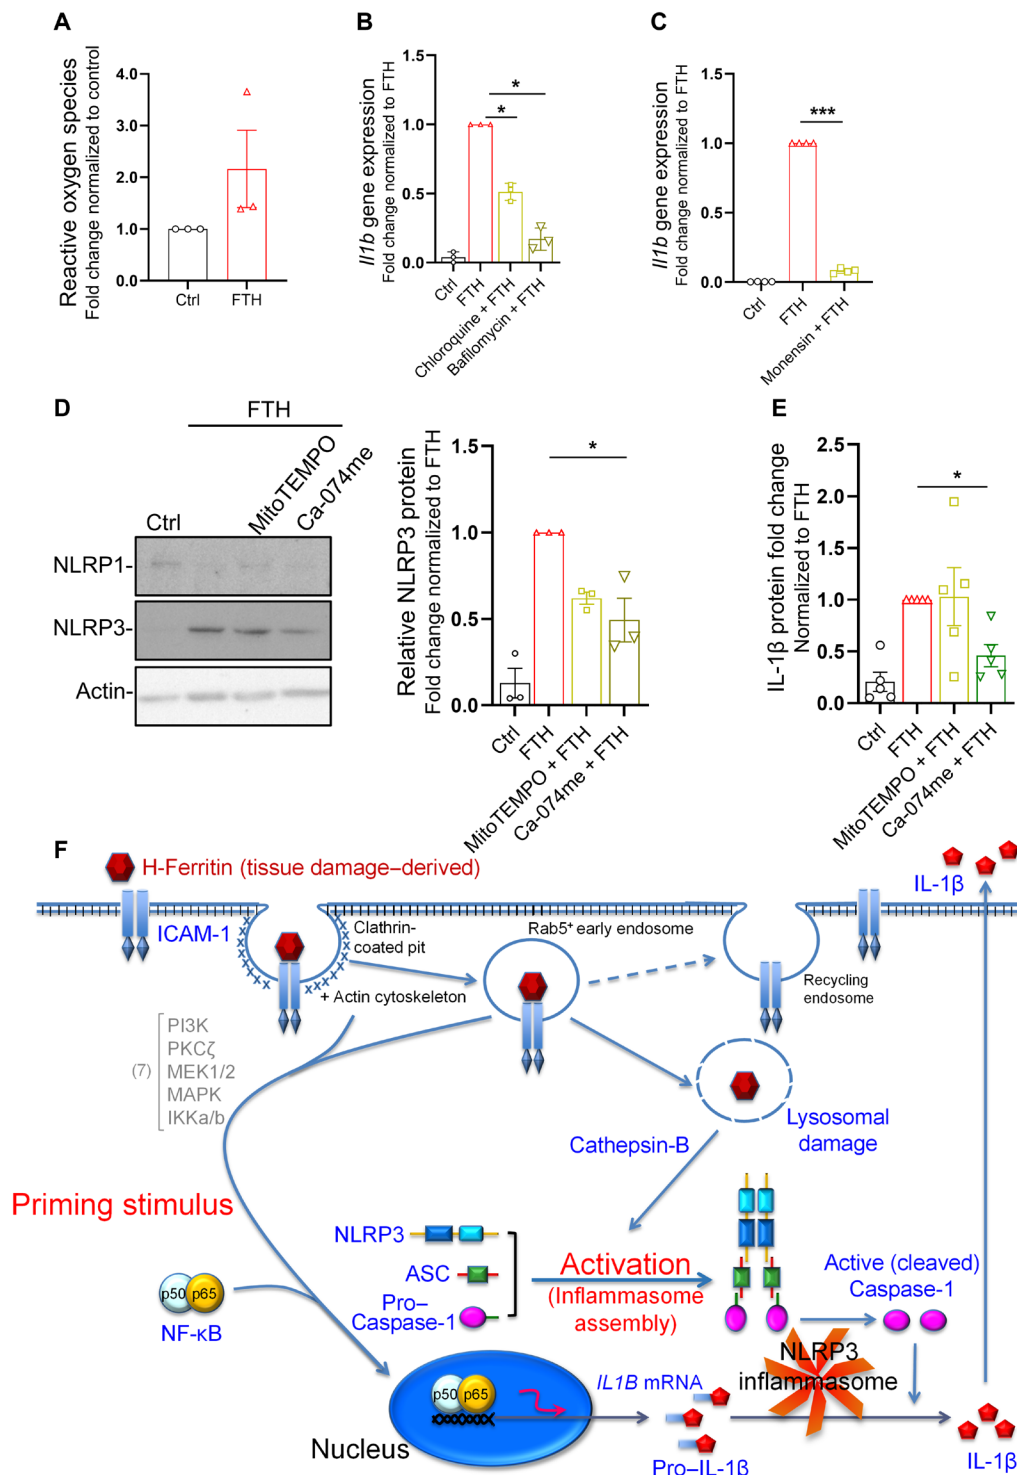 A
Reactive oxygen species
Fold change normalized to control
4.0
3.0
2.0
1.0
0.0
Ctrl
FTH
B
Il1b gene expression
Fold change normalized to FTH
1.5
1.0
0.5
0.0
*
*
Ctrl
FTH
Chloroquine + FTH
Bafilomycin + FTH
C
Il1b gene expression
Fold change normalized to FTH
1.5
1.0
0.5
0.0
***
Ctrl
FTH
Monensin + FTH
D
FTH
Ctrl
MitoTEMPO
Ca-074me
NLRP1-
NLRP3-
Actin-
Relative NLRP3 protein
Fold change normalized to FTH
1.5
1.0
0.5
0.0
*
Ctrl
FTH
MitoTEMPO + FTH
Ca-074me + FTH
E
IL-1β protein fold change
Normalized to FTH
2.5
2.0
1.5
1.0
0.5
0.0
*
Ctrl
FTH
MitoTEMPO + FTH
Ca-074me + FTH
F
H-Ferritin (tissue damage–derived)
IL-1β
ICAM-1
Clathrin-
coated pit
Rab5+ early endosome
+ Actin cytoskeleton
Recycling
endosome
(7)
PI3K
PKCζ
MEK1/2
MAPK
IKKa/b
Lysosomal
damage
Cathepsin-B
Priming stimulus
NLRP3
ASC
Pro–
Caspase-1
Activation
(Inflammasome
assembly)
Active (cleaved)
Caspase-1
p50
p65
NF-κB
NLRP3
inflammasome
p50
p65
IL1B mRNA
Nucleus
Pro–IL-1β
IL-1β